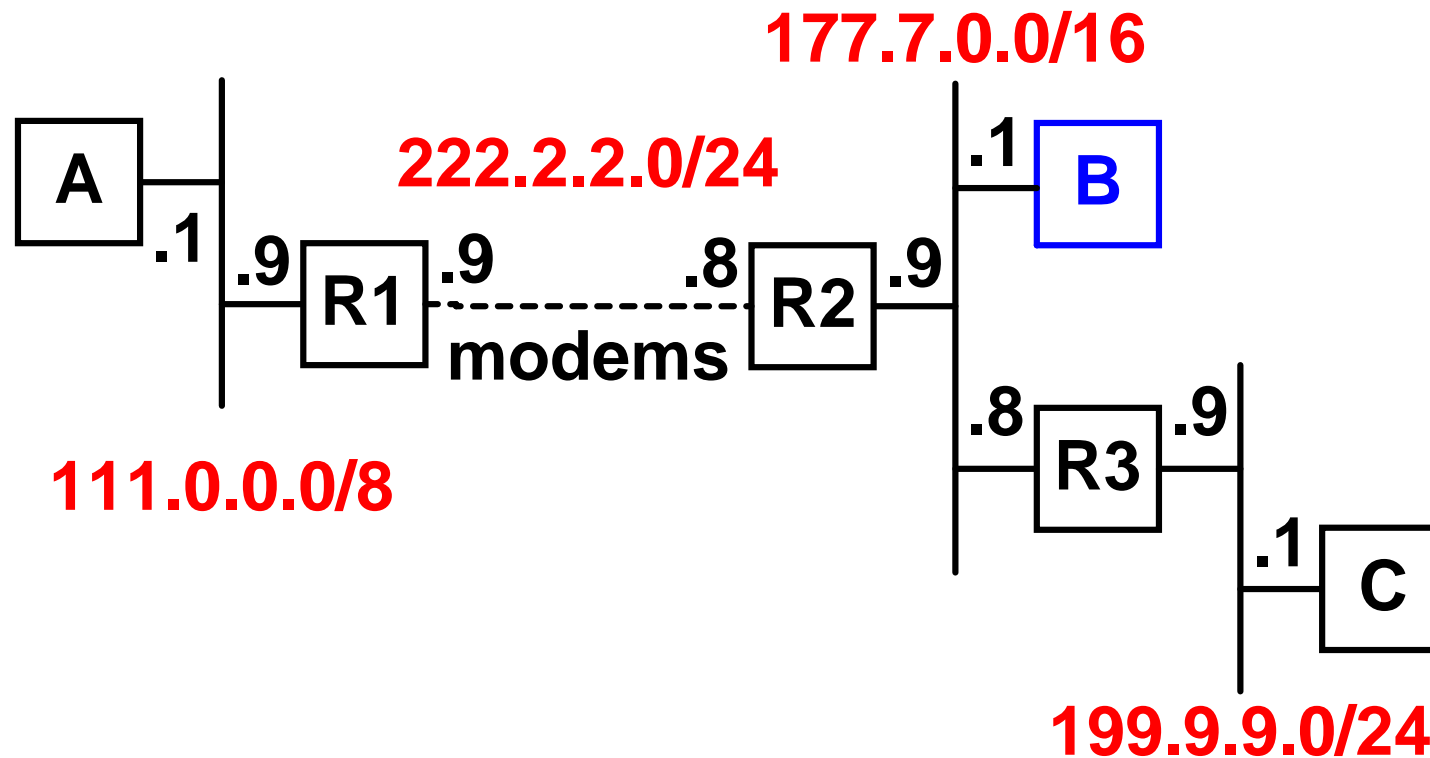 177.7.0.0/16
A
222.2.2.0/24
.1
B
.1
.9
R1
.9
.8
R2
.9
modems
.8
R3
.9
111.0.0.0/8
.1
C
199.9.9.0/24